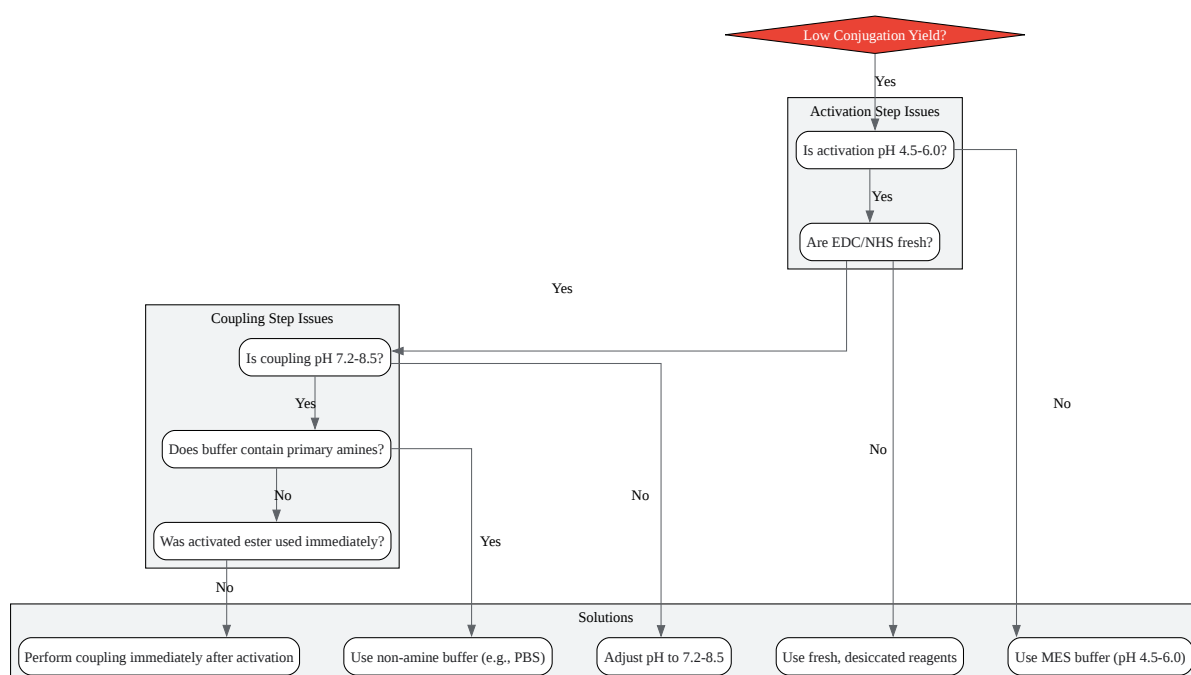 Low Conjugation Yield?
Yes
Activation Step Issues
Is activation pH 4.5-6.0?
Yes
Are EDC/NHS fresh?
Yes
Coupling Step Issues
Is coupling pH 7.2-8.5?
Yes
No
Does buffer contain primary amines?
No
No
No
Was activated ester used immediately?
Yes
No
Solutions
Perform coupling immediately after activation
Use non-amine buffer (e.g., PBS)
Adjust pH to 7.2-8.5
Use fresh, desiccated reagents
Use MES buffer (pH 4.5-6.0)